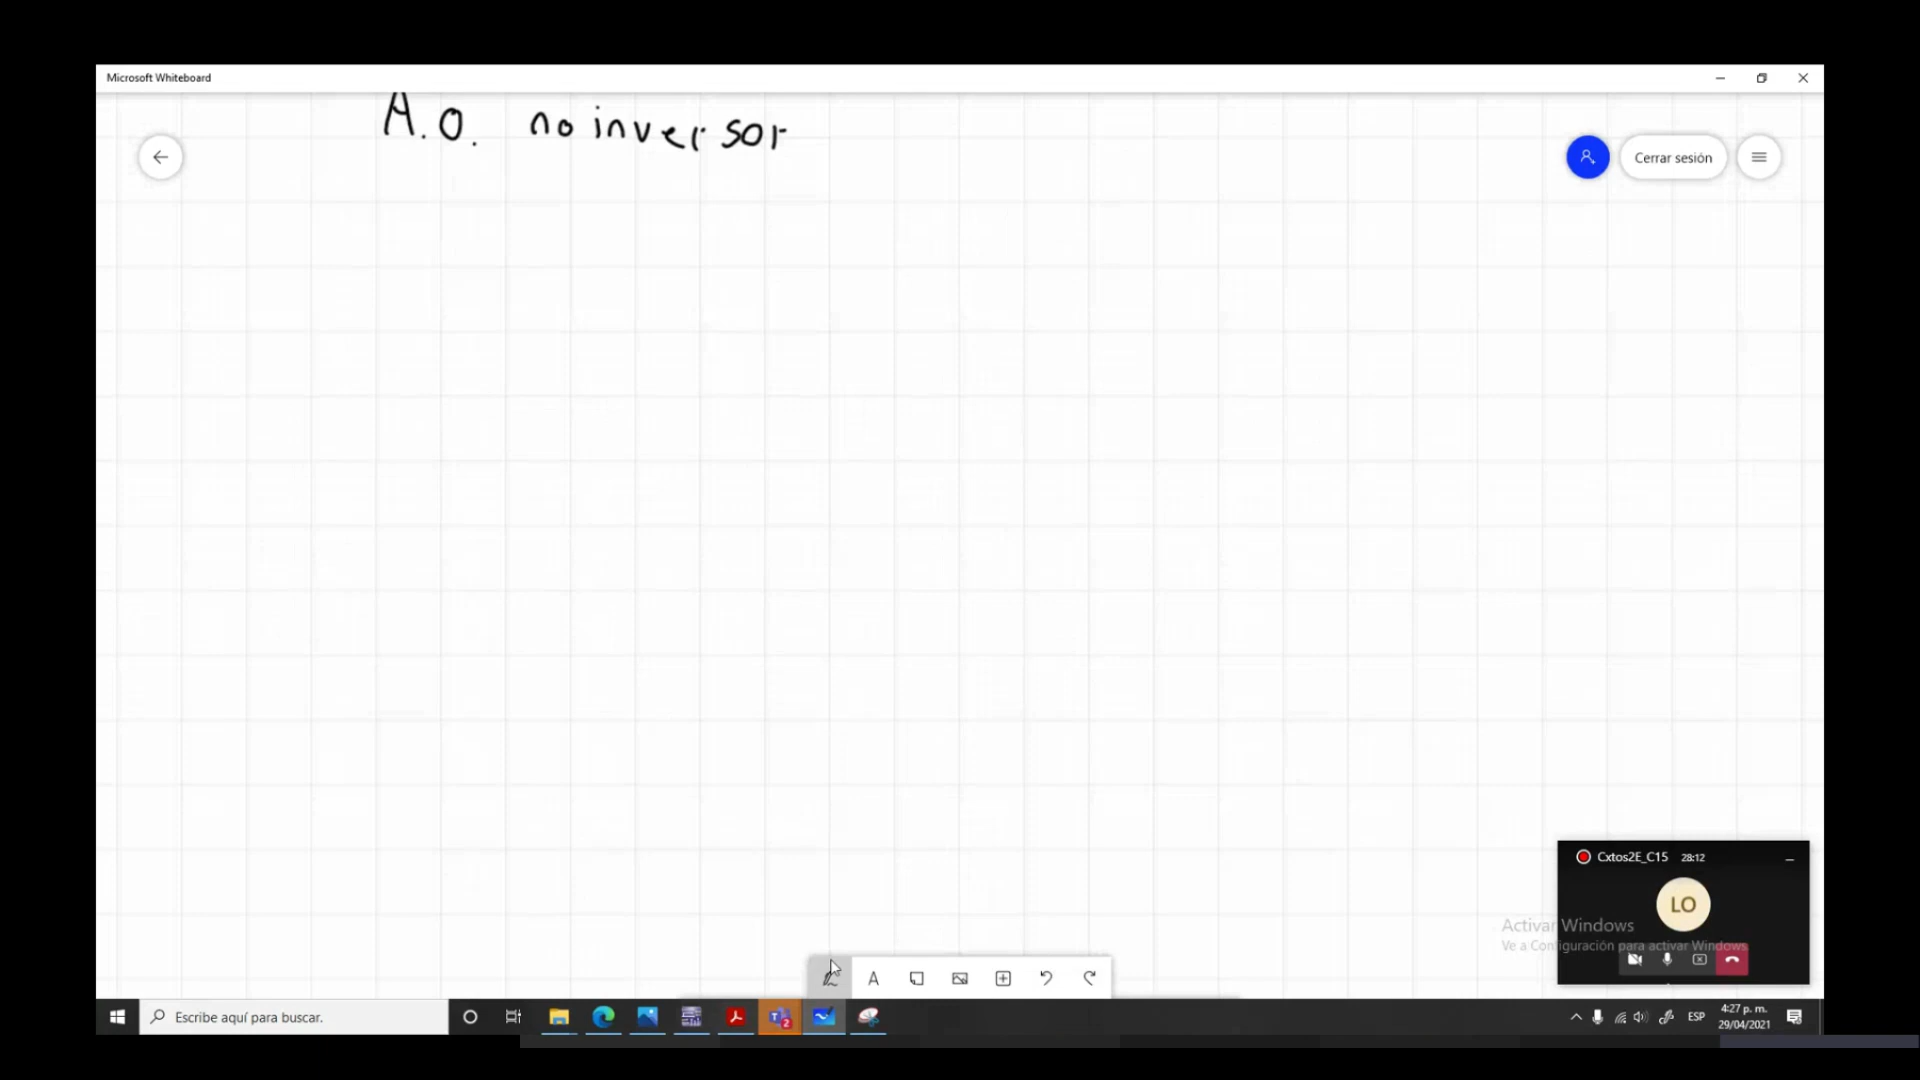 Microsoft Whiteboard
A.O. no inversor
Cerrar sesión
Cxtos2E_C15 28:12
LO
Activar Windows
Ve a Configuración para activar Windows.
A
Escribe aquí para buscar.
2
ESP
4:27 p. m.
29/04/2021